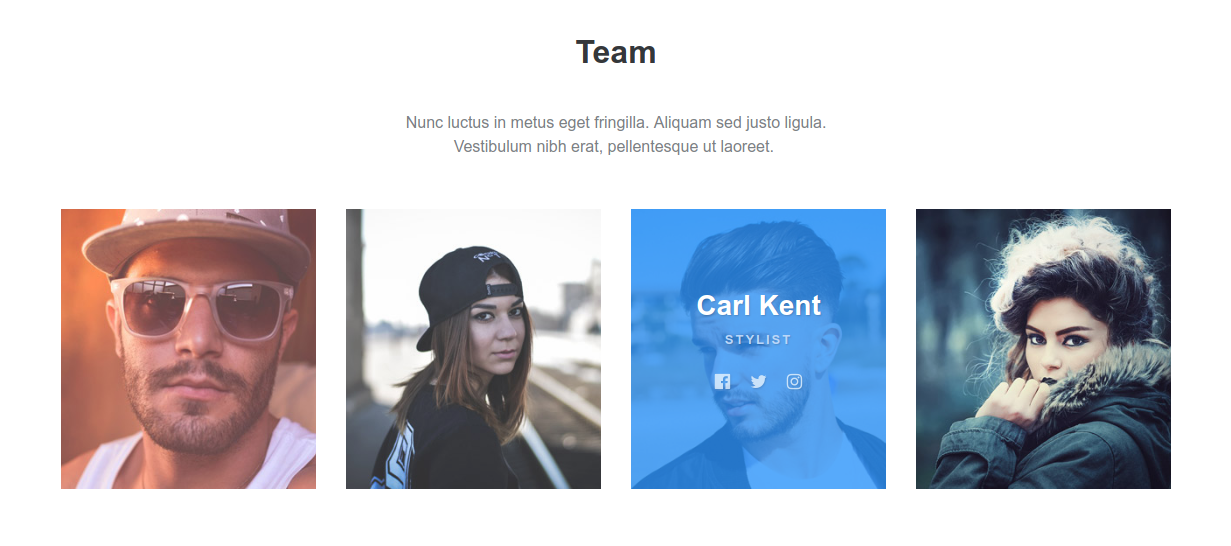 Team
Nunc luctus in metus eget fringilla. Aliquam sed justo ligula.
Vestibulum nibh erat, pellentesque ut laoreet.
Carl Kent
STYLIST